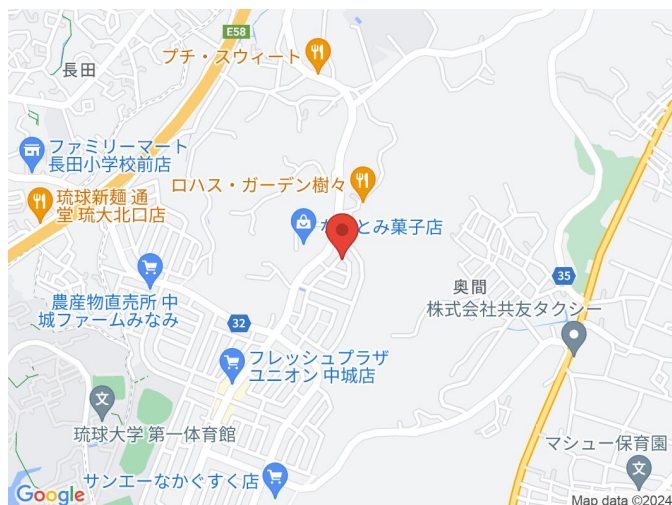 E58
プチ・スウィート
長田
ファミリーマート
長田小学校前店
ロハス・ガーデン樹々
琉球新麺 通
堂 琉大北口店
とみ菓子店
奥間
35
農産物直売所 中
城ファームみなみ
32
株式会社共友タクシー
フレッシュプラザ
ユニオン 中城店
琉球大学 第一体育館
マシュー保育園
サンエーなかぐすく店
Google
Map data ©2024